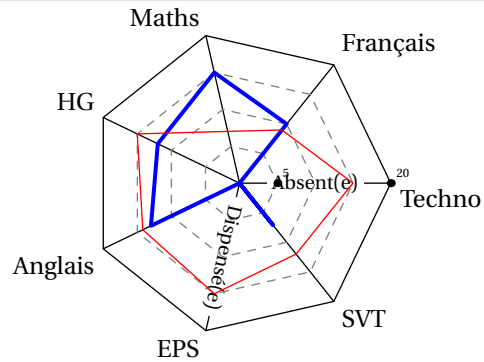 Maths
Français
HG
5
Absent(e)
20
Techno
Dispensé(e)
Anglais
SVT
EPS